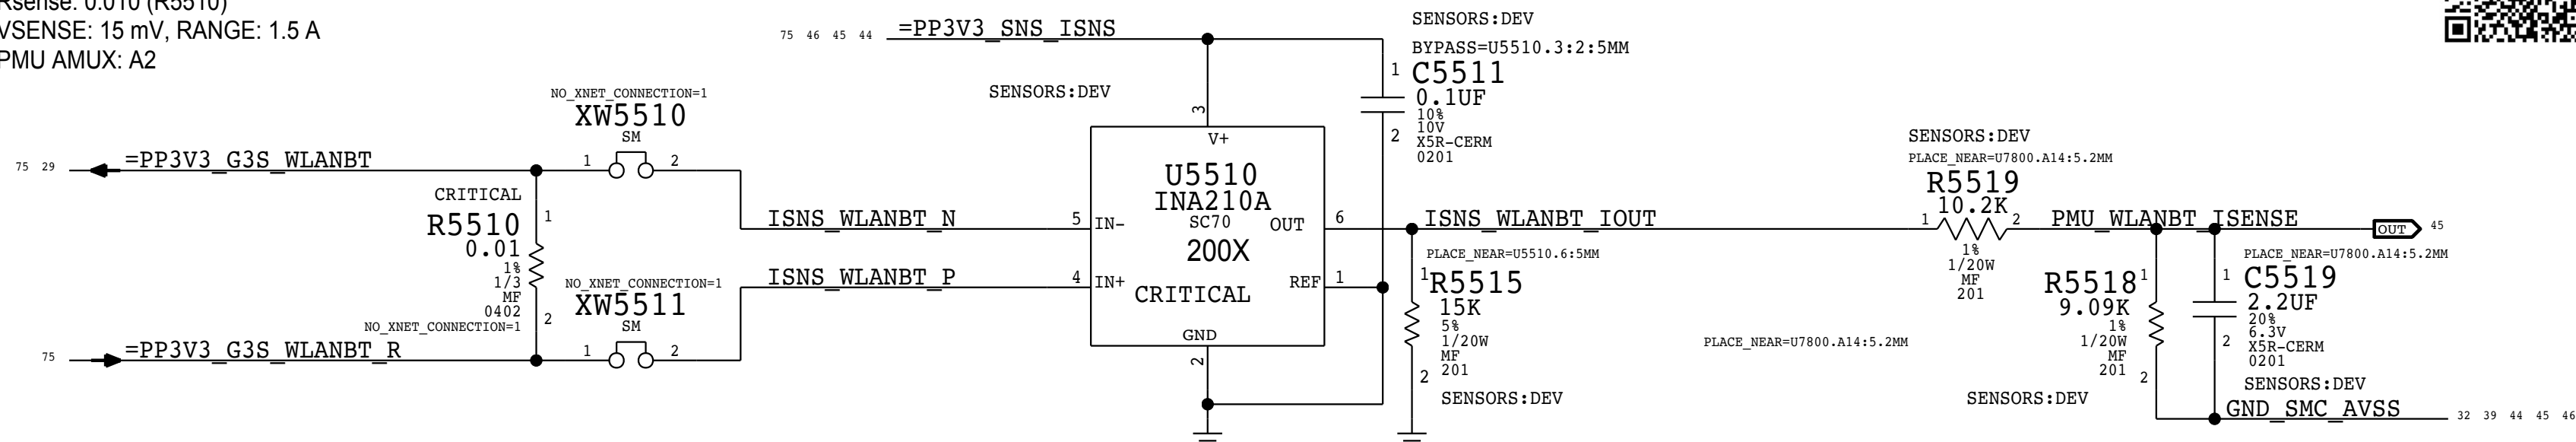 Rsense: 0.010 (R5510)
VSENSE: 15 mV, RANGE: 1.5 A
PMU AMUX: A2
75 46 45 44
=PP3V3_SNS_ISNS
SENSORS:DEV
BYPASS=U5510.3:2:5MM
1
C5511
0.1UF
10%
10V
X5R-CERM
0201
2
SENSORS:DEV
NO_XNET_CONNECTION=1
XW5510
SM
1
2
75 29
=PP3V3_G3S_WLANBT
CRITICAL
R5510
0.01
1%
1/3
MF
0402
NO_XNET_CONNECTION=1
1
2
NO_XNET_CONNECTION=1
XW5511
SM
1
2
75
=PP3V3_G3S_WLANBT_R
ISNS_WLANBT_N
ISNS_WLANBT_P
3
V+
U5510
INA210A
SC70
200X
CRITICAL
5
IN-
4
IN+
OUT
6
REF
1
GND
2
ISNS_WLANBT_IOUT
PLACE_NEAR=U5510.6:5MM
1
R5515
15K
5%
1/20W
MF
201
2
SENSORS:DEV
PLACE_NEAR=U7800.A14:5.2MM
SENSORS:DEV
PLACE_NEAR=U7800.A14:5.2MM
R5519
10.2K
1
2
1%
1/20W
MF
201
PMU_WLANBT_ISENSE
OUT
45
R5518
1
9.09K
1%
1/20W
MF
201
2
SENSORS:DEV
PLACE_NEAR=U7800.A14:5.2MM
1
C5519
2.2UF
20%
6.3V
X5R-CERM
0201
2
SENSORS:DEV
GND_SMC_AVSS
32 39 44 45 46